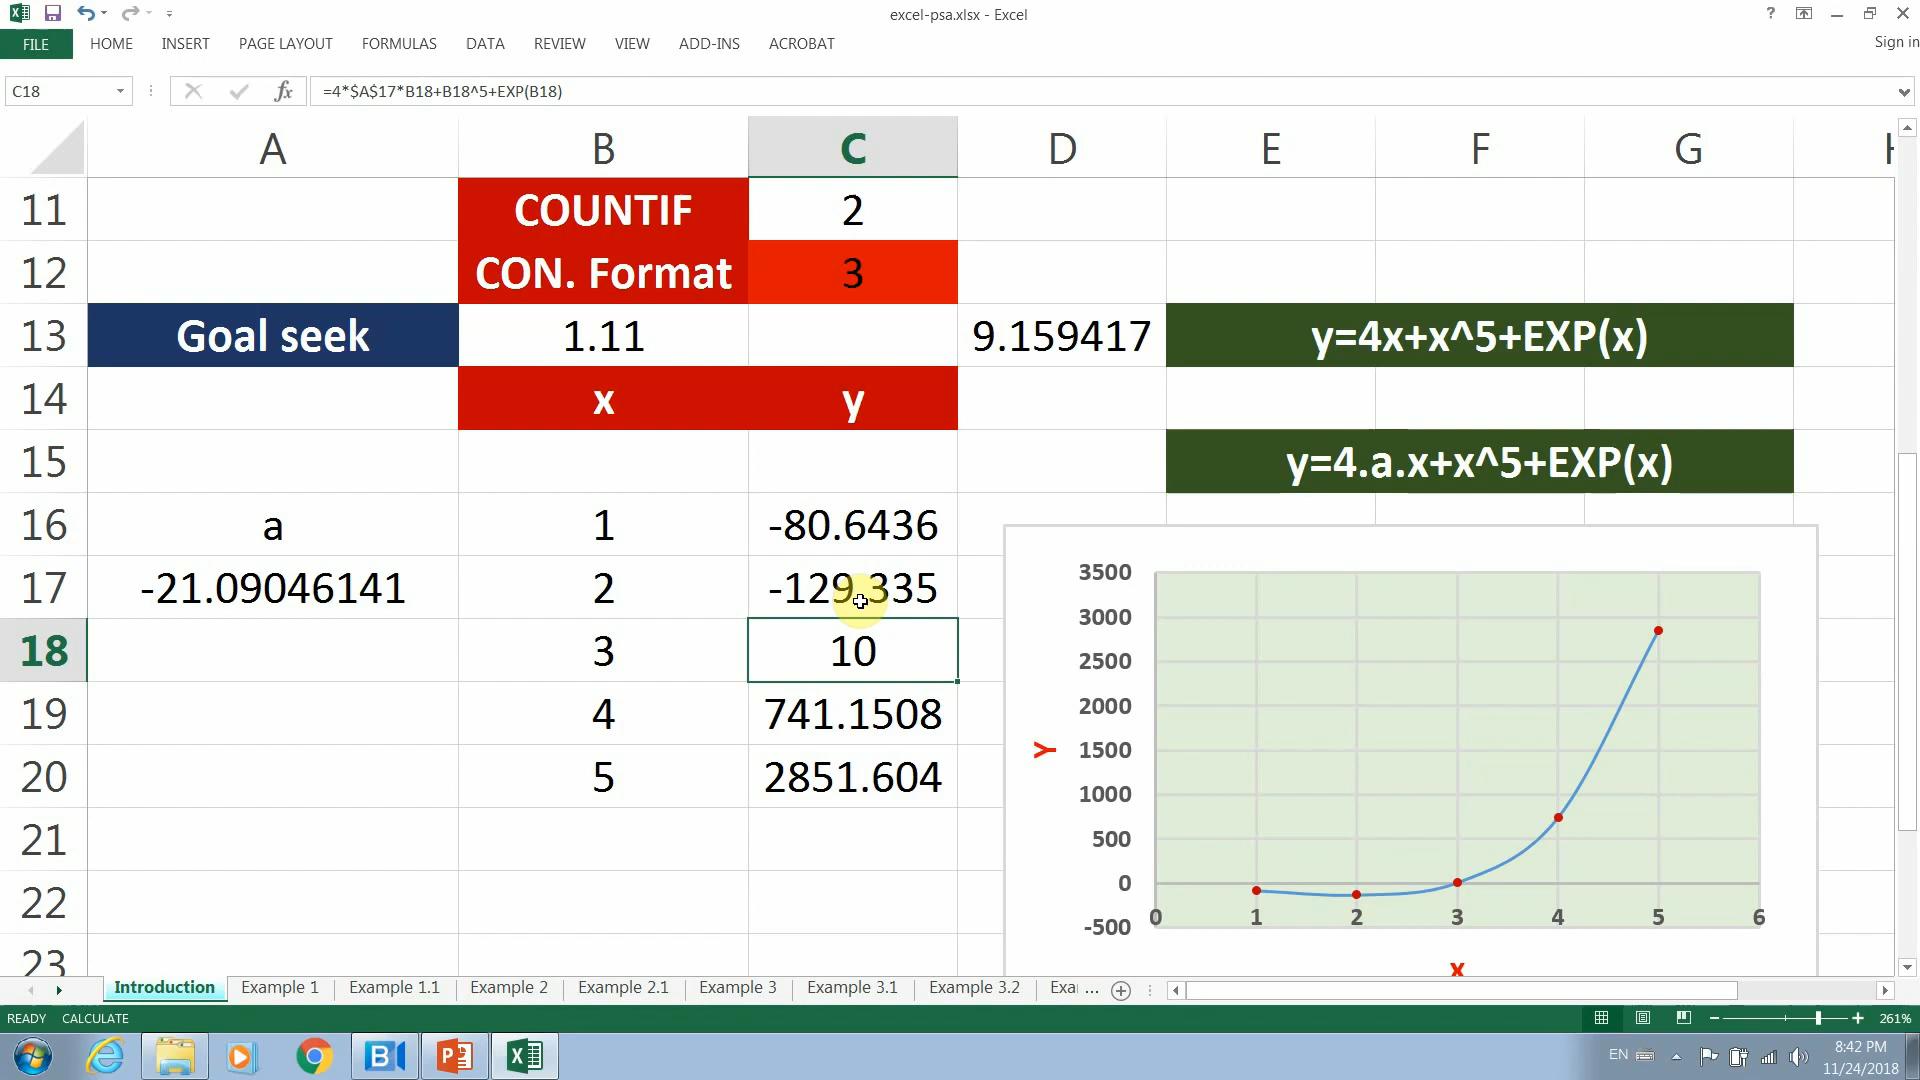 excel-psa.xlsx - Excel
?
FILE HOME INSERT PAGE LAYOUT FORMULAS DATA REVIEW VIEW ADD-INS ACROBAT Sign in
C18 fx =4*$A$17*B18+B18^5+EXP(B18)
A B C D E F G
11 COUNTIF 2
12 CON. Format 3
13 Goal seek 1.11 9.159417 y=4x+x^5+EXP(x)
14 x y
15 y=4.a.x+x^5+EXP(x)
16 a 1 -80.6436
17 -21.09046141 2 -129.335
18 3 10
19 4 741.1508
20 5 2851.604
21
22
23
3500
3000
2500
2000
1500
1000
500
0
-500
Y
0 1 2 3 4 5 6
x
Introduction Example 1 Example 1.1 Example 2 Example 2.1 Example 3 Example 3.1 Example 3.2 Exa ...
READY CALCULATE 261%
EN 8:42 PM
11/24/2018